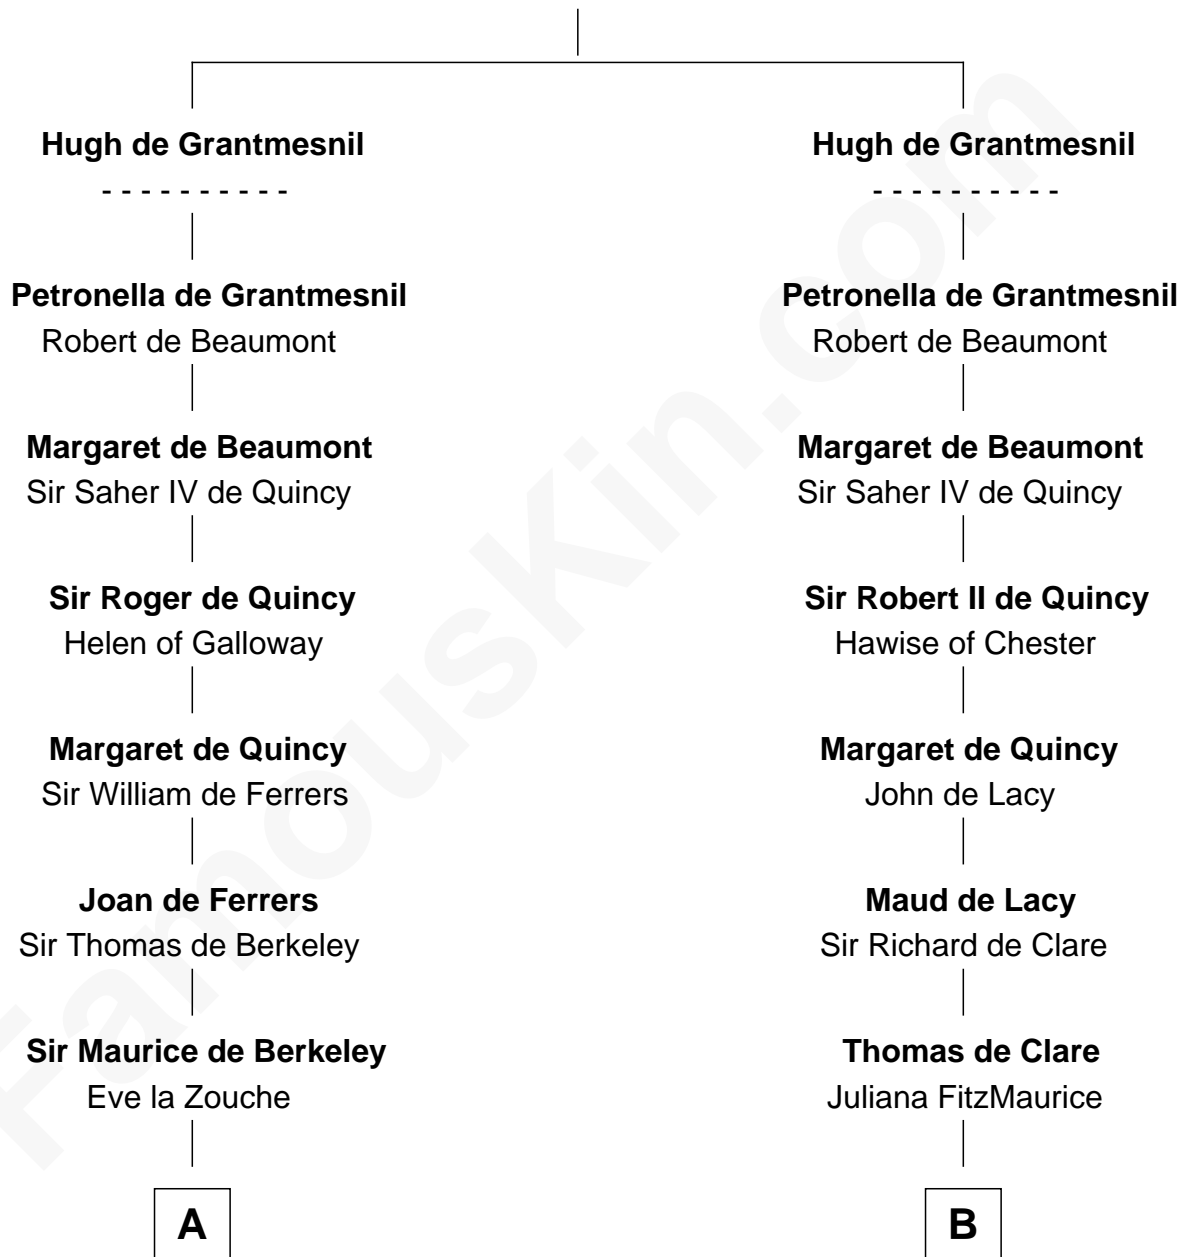 Hugh de Grantmesnil
- - - - - - - - - -
Petronella de Grantmesnil
Robert de Beaumont
Margaret de Beaumont
Sir Saher IV de Quincy
Sir Roger de Quincy
Helen of Galloway
Margaret de Quincy
Sir William de Ferrers
Joan de Ferrers
Sir Thomas de Berkeley
Sir Maurice de Berkeley
Eve la Zouche
A
Hugh de Grantmesnil
- - - - - - - - - -
Petronella de Grantmesnil
Robert de Beaumont
Margaret de Beaumont
Sir Saher IV de Quincy
Sir Robert II de Quincy
Hawise of Chester
Margaret de Quincy
John de Lacy
Maud de Lacy
Sir Richard de Clare
Thomas de Clare
Juliana FitzMaurice
B
FamousKin.com